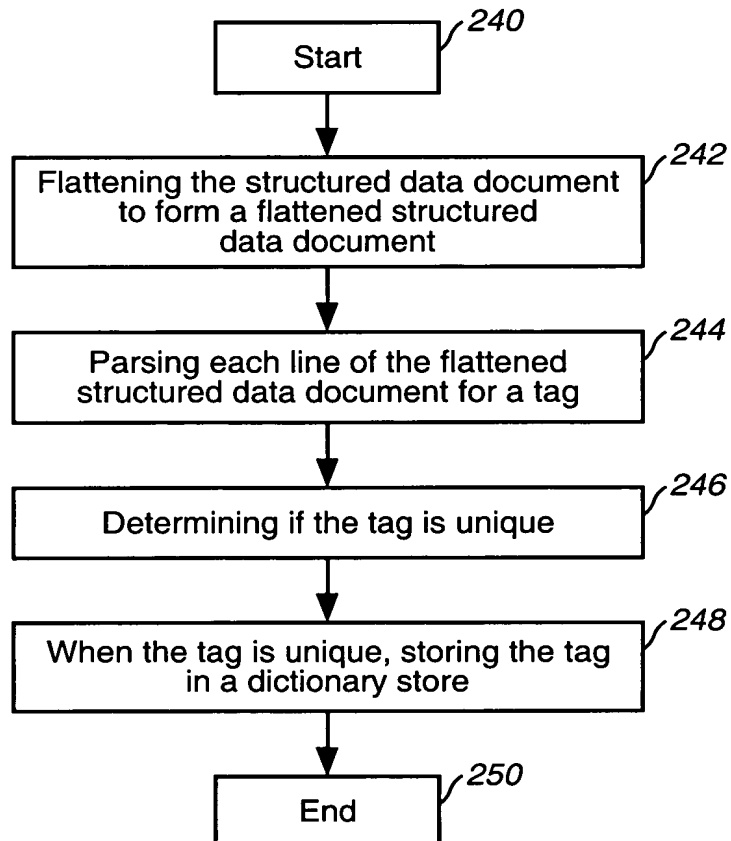 240
Start
242
Flattening the structured data document
to form a flattened structured
data document
244
Parsing each line of the flattened
structured data document for a tag
246
Determining if the tag is unique
248
When the tag is unique, storing the tag
in a dictionary store
250
End